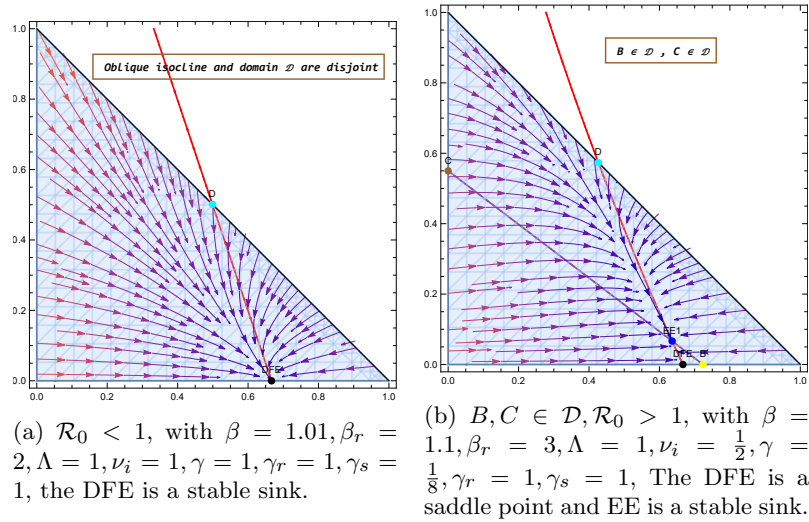 1.0
0.8
0.6
0.4
0.2
0.0
0.0 0.2 0.4 0.6 0.8 1.0
Oblique isocline and domain 𝒟 are disjoint
D
DFE
(a) ℛ₀ < 1, with β = 1.01, βᵣ =
2, Λ = 1, νᵢ = 1, γ = 1, γᵣ = 1, γₛ =
1, the DFE is a stable sink.
1.0
0.8
0.6
0.4
0.2
0.0
0.0 0.2 0.4 0.6 0.8 1.0
B ∈ 𝒟 , C ∈ 𝒟
C
D
EE1
DFE B
(b) B, C ∈ 𝒟, ℛ₀ > 1, with β =
1.1, βᵣ = 3, Λ = 1, νᵢ = 1/2, γ =
1/8, γᵣ = 1, γₛ = 1, The DFE is a
saddle point and EE is a stable sink.